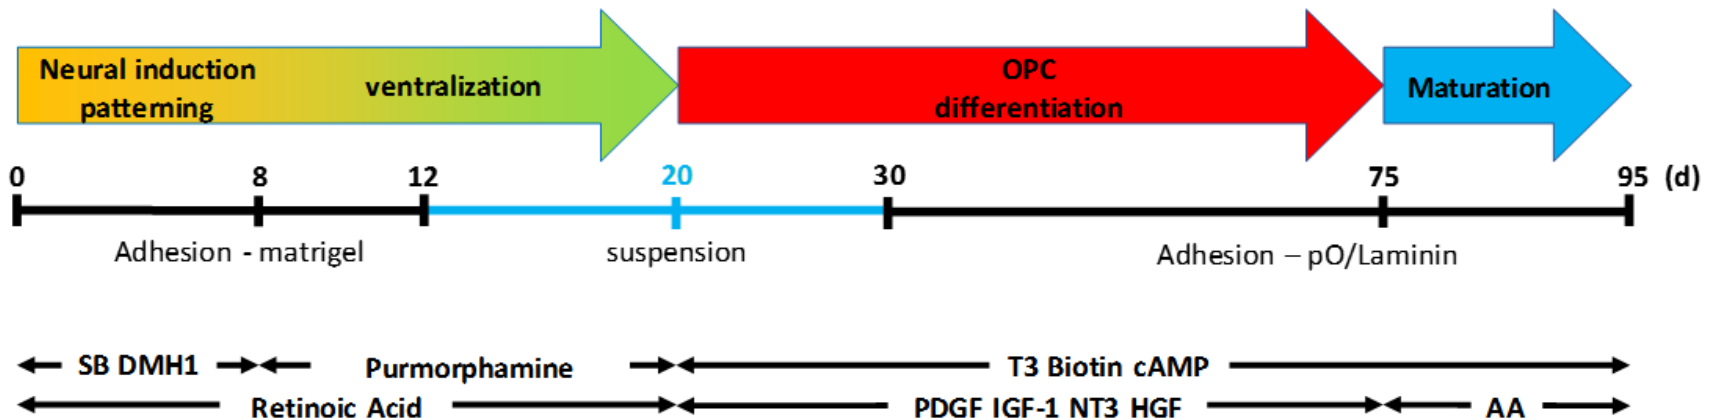 Neural induction
patterning
ventralization
OPC
differentiation
Maturation
0 8 12 20 30 75 95 (d)
Adhesion - matrigel suspension Adhesion – pO/Laminin
SB DMH1 Purmorphamine T3 Biotin cAMP
Retinoic Acid PDGF IGF-1 NT3 HGF AA